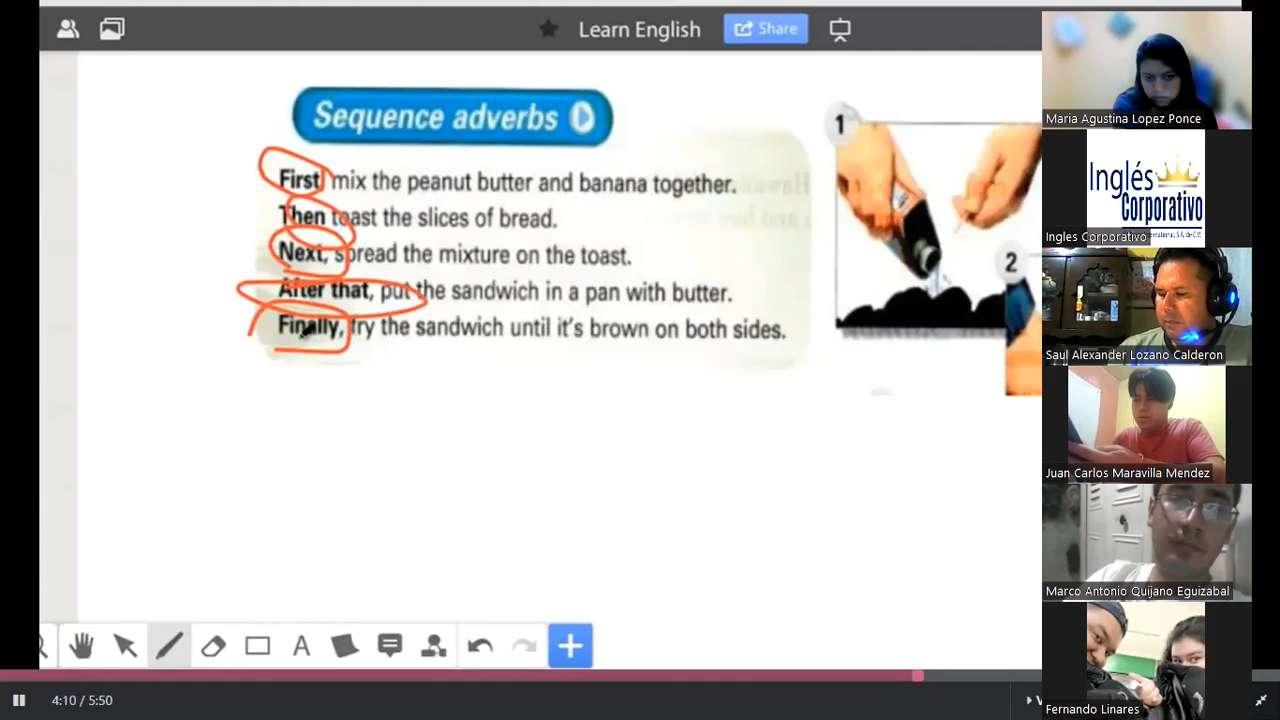 Learn English
Share
Sequence adverbs
First, mix the peanut butter and banana together.
Then toast the slices of bread.
Next, spread the mixture on the toast.
After that, put the sandwich in a pan with butter.
Finally, fry the sandwich until it's brown on both sides.
1
2
A
4:10 / 5:50
Maria Agustina Lopez Ponce
Inglés
Corporativo
International, S.A. de C.V.
Ingles Corporativo
Saul Alexander Lozano Calderon
Juan Carlos Maravilla Mendez
Marco Antonio Quijano Eguizabal
Fernando Linares